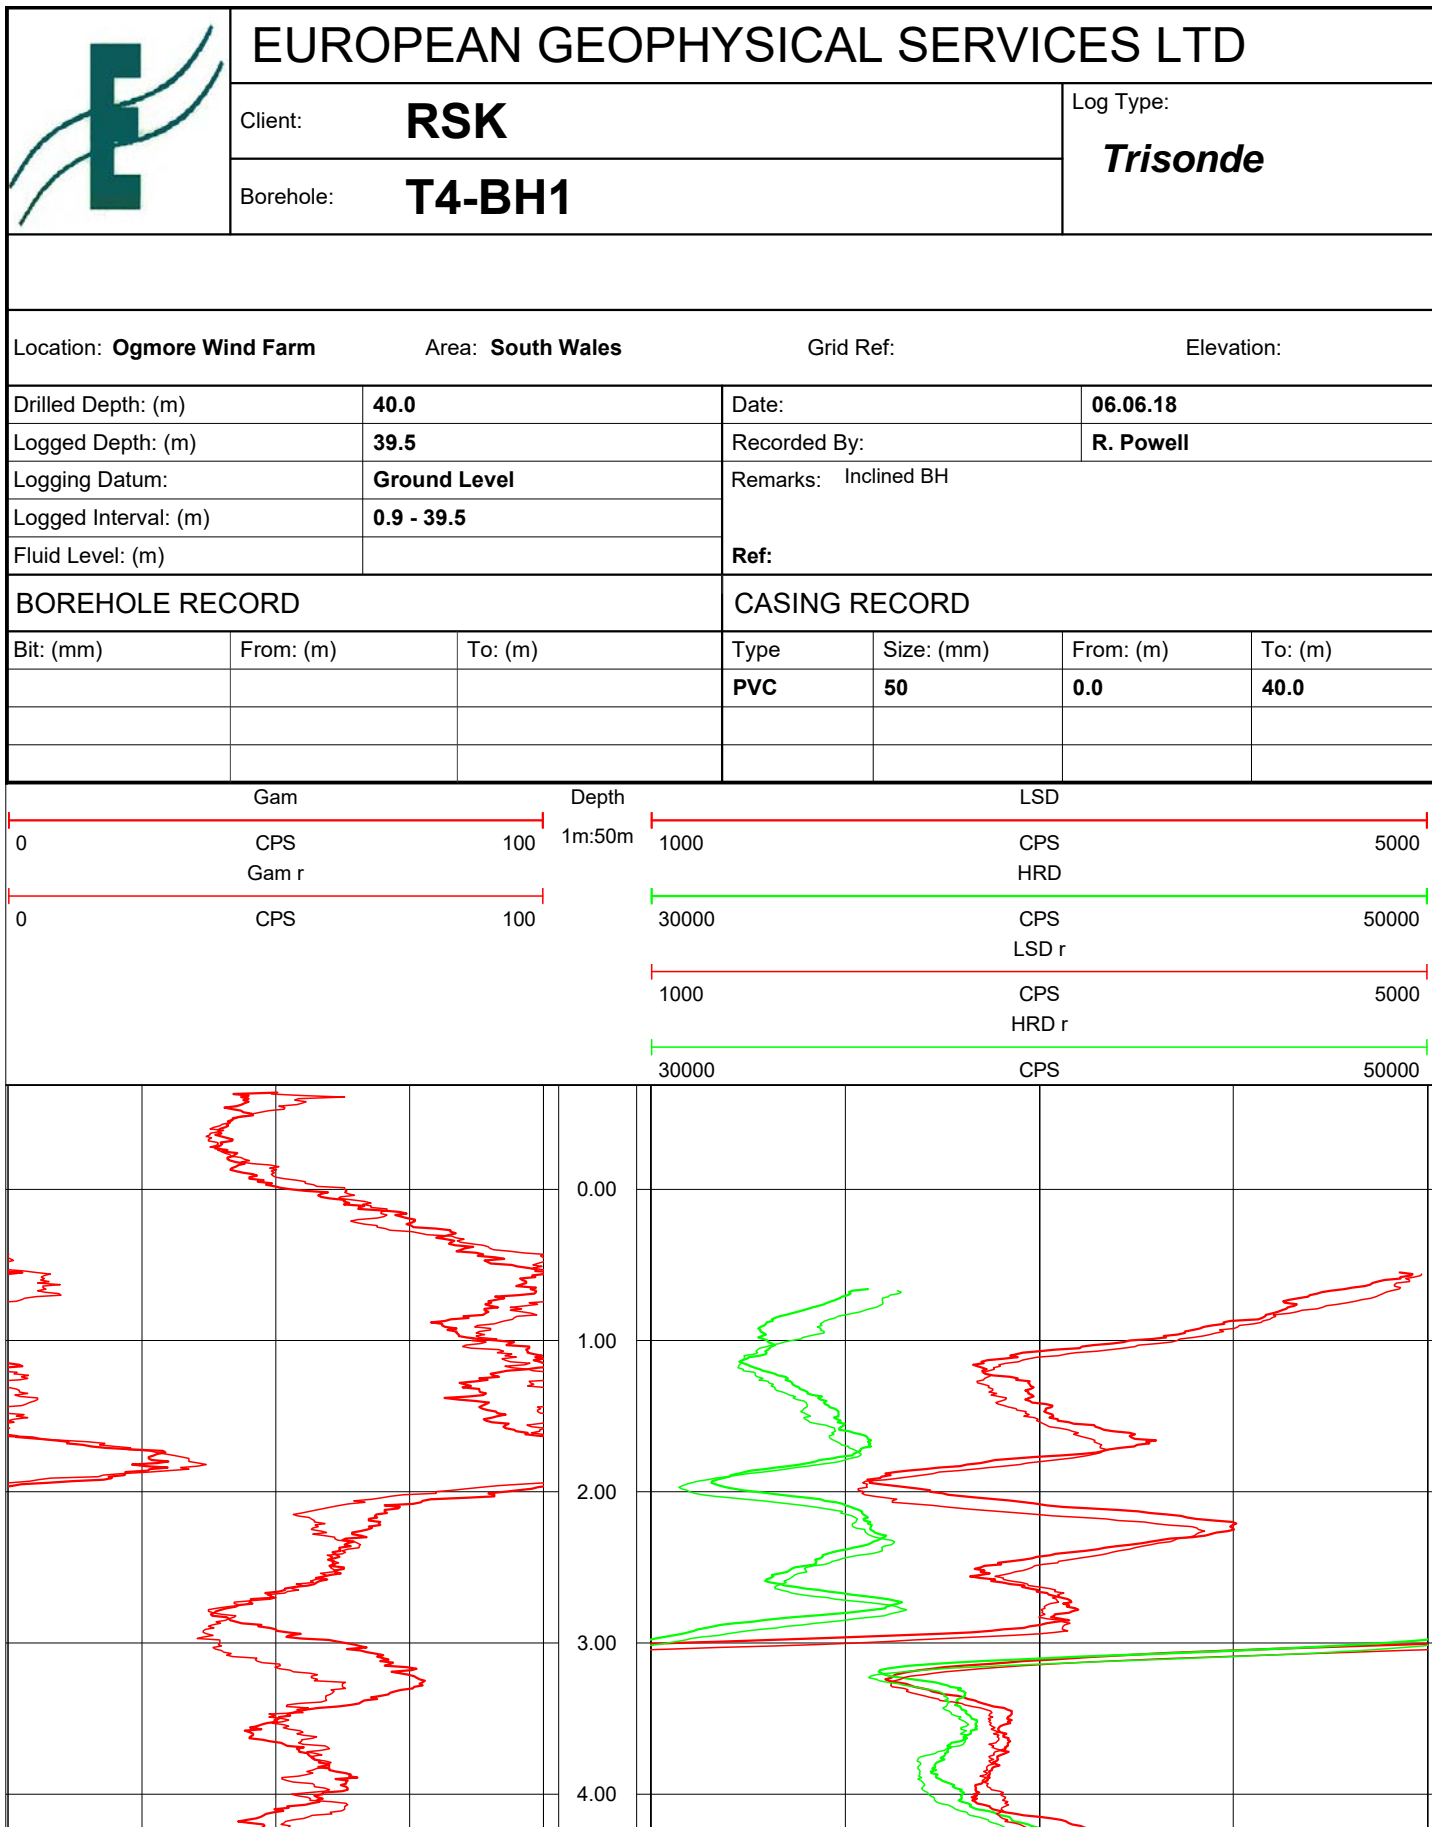 EUROPEAN GEOPHYSICAL SERVICES LTD
Client: RSK
Log Type:
Trisonde
Borehole: T4-BH1
Location: Ogmore Wind Farm Area: South Wales Grid Ref: Elevation:
Drilled Depth: (m) 40.0 Date: 06.06.18
Logged Depth: (m) 39.5 Recorded By: R. Powell
Logging Datum: Ground Level Remarks: Inclined BH
Logged Interval: (m) 0.9 - 39.5
Fluid Level: (m) Ref:
BOREHOLE RECORD CASING RECORD
Bit: (mm) From: (m) To: (m) Type Size: (mm) From: (m) To: (m)
PVC 50 0.0 40.0
Gam Depth LSD
0 CPS 100 1m:50m 1000 CPS 5000
Gam r HRD
0 CPS 100 30000 CPS 50000
LSD r
1000 CPS 5000
HRD r
30000 CPS 50000
0.00
1.00
2.00
3.00
4.00